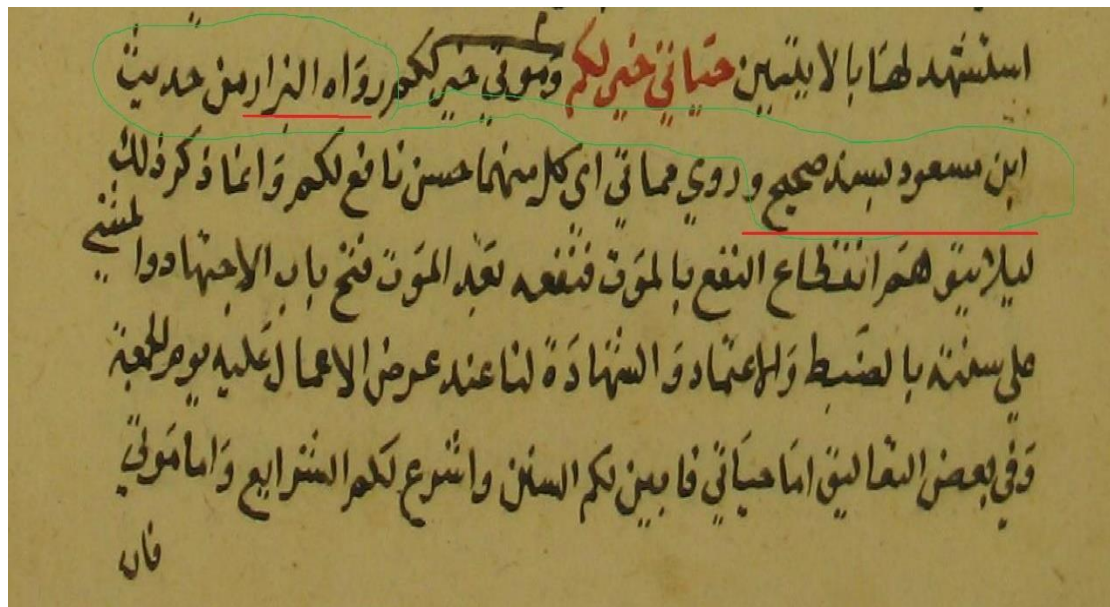 استشهد لها بالايتين حياتي خير لكم وموتي خير لكم رواه البزار من حديث
ابن مسعود بسند صحيح وروي مماتي اي كل منهما حسن نافع لكم وانما ذكر ذلك
ليلا يتوهم انقطاع النفع بالموت فنفعه بعد الموت فتح باب الاجتهاد والمشي
على سنته بالضبط والاعتماد والشهادة لنا عند عرض الاعمال عليه يوم الجمعة
وفي بعض التعاليق اما حياتي فابين لكم السنن واشرع لكم الشرايع واما موتي
فان